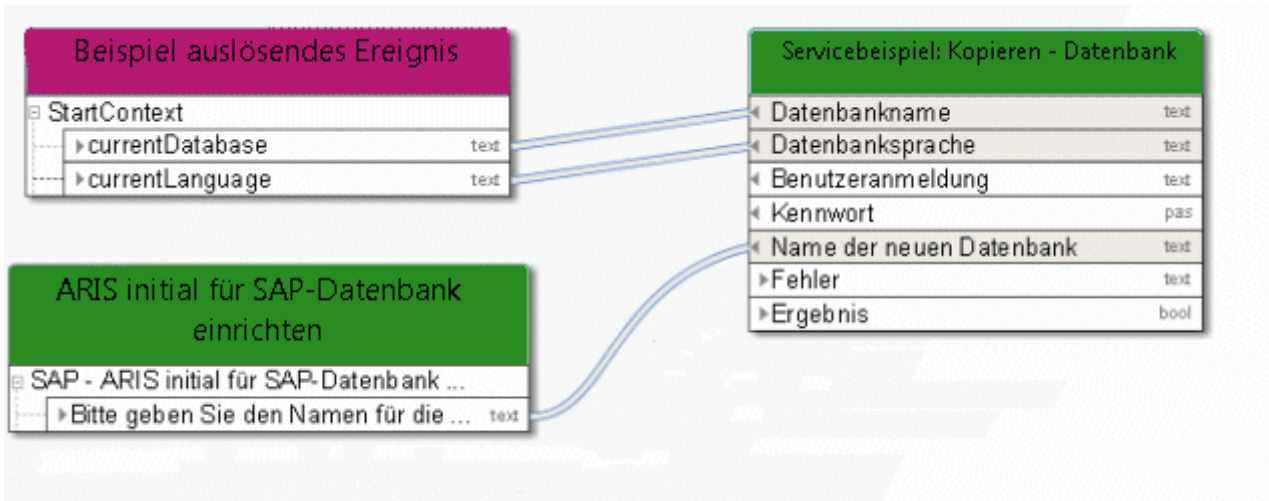 Beispiel auslösendes Ereignis
StartContext
currentDatabase text
currentLanguage text
ARIS initial für SAP-Datenbank
einrichten
SAP - ARIS initial für SAP-Datenbank ...
Bitte geben Sie den Namen für die ... text
Servicebeispiel: Kopieren - Datenbank
Datenbankname text
Datenbanksprache text
Benutzeranmeldung text
Kennwort pas
Name der neuen Datenbank text
Fehler text
Ergebnis bool